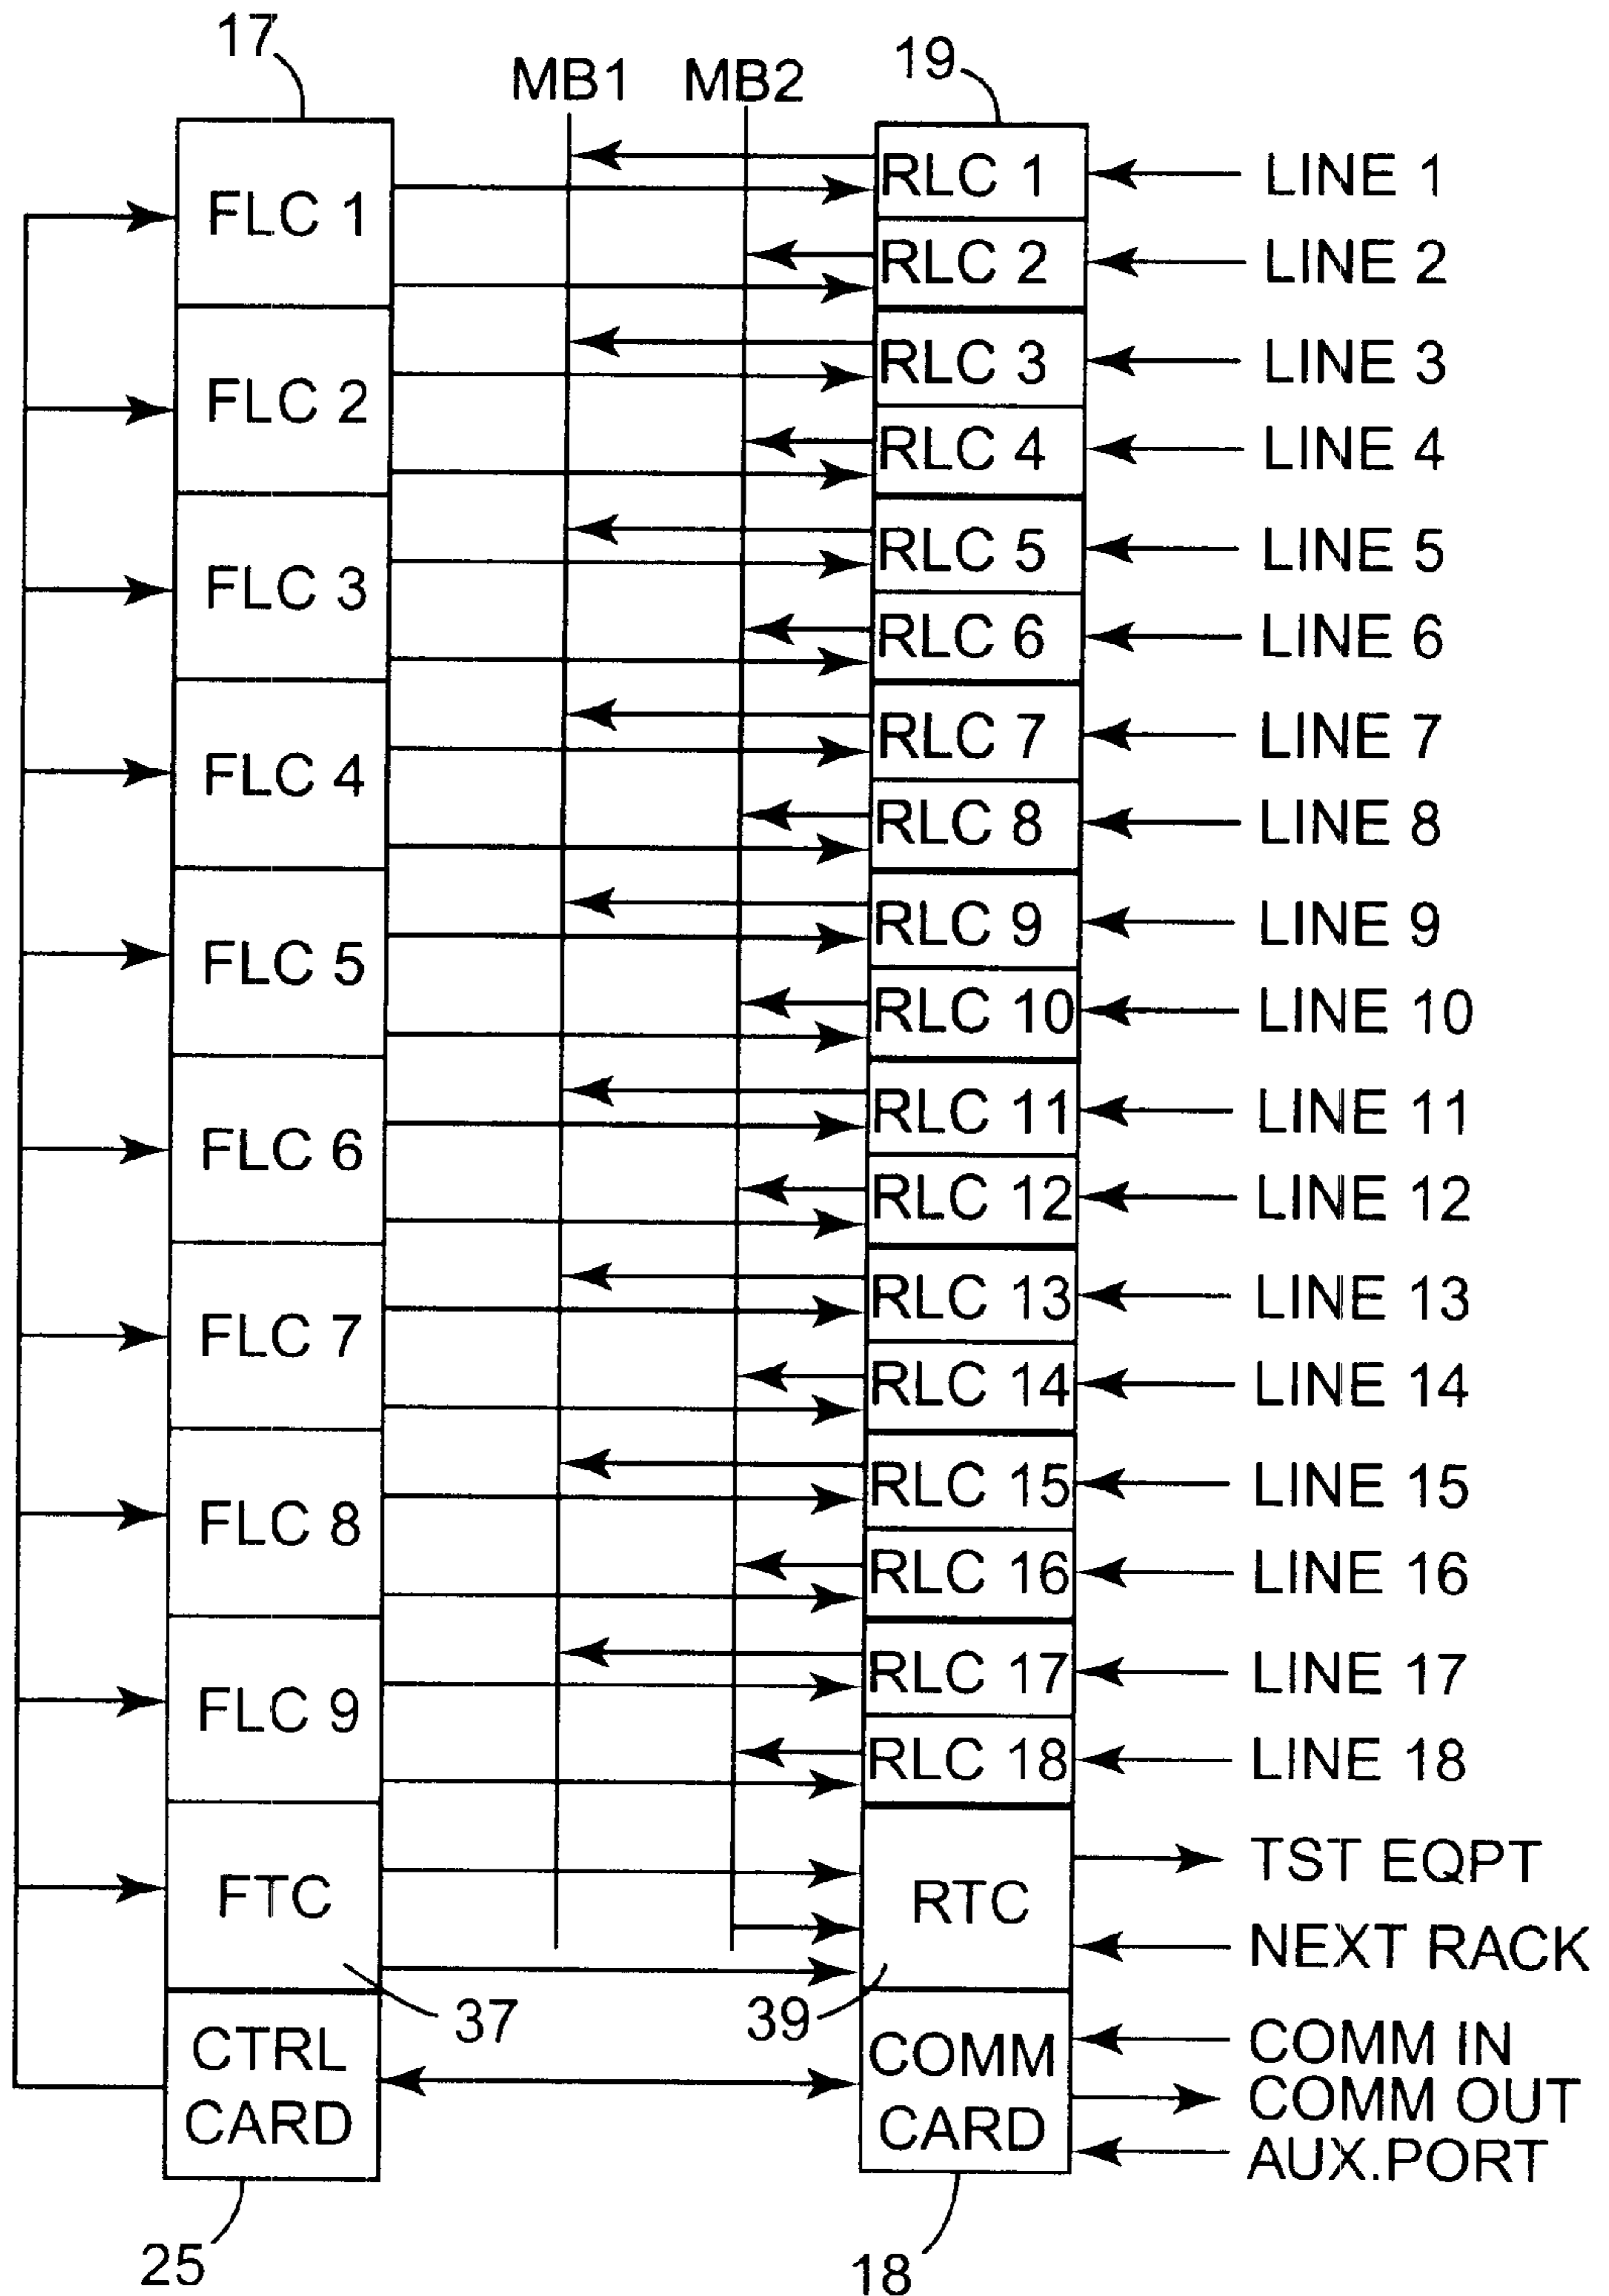 17
MB1 MB2
19
FLC 1
FLC 2
FLC 3
FLC 4
FLC 5
FLC 6
FLC 7
FLC 8
FLC 9
FTC
37
CTRL
CARD
25
RLC 1 LINE 1
RLC 2 LINE 2
RLC 3 LINE 3
RLC 4 LINE 4
RLC 5 LINE 5
RLC 6 LINE 6
RLC 7 LINE 7
RLC 8 LINE 8
RLC 9 LINE 9
RLC 10 LINE 10
RLC 11 LINE 11
RLC 12 LINE 12
RLC 13 LINE 13
RLC 14 LINE 14
RLC 15 LINE 15
RLC 16 LINE 16
RLC 17 LINE 17
RLC 18 LINE 18
TST EQPT
RTC
NEXT RACK
39
COMM
CARD
COMM IN
COMM OUT
AUX.PORT
18